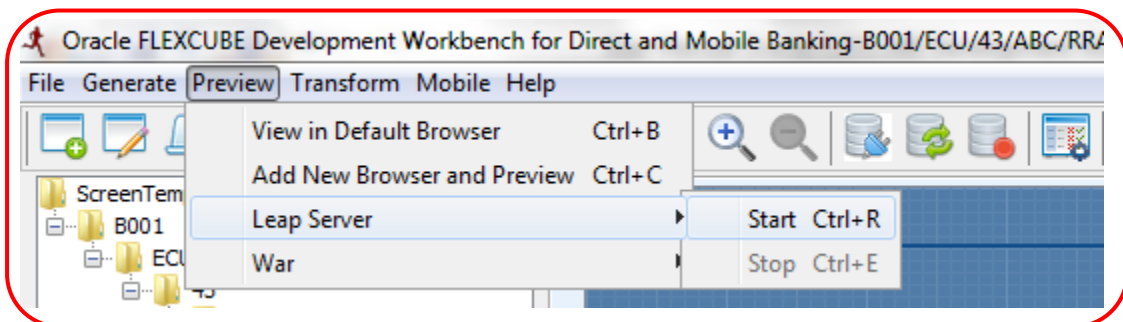 Oracle FLEXCUBE Development Workbench for Direct and Mobile Banking-B001/ECU/43/ABC/RRA
File Generate Preview Transform Mobile Help
View in Default Browser Ctrl+B
Add New Browser and Preview Ctrl+C
ScreenTem
B001
Leap Server
Start Ctrl+R
ECU
War
Stop Ctrl+E